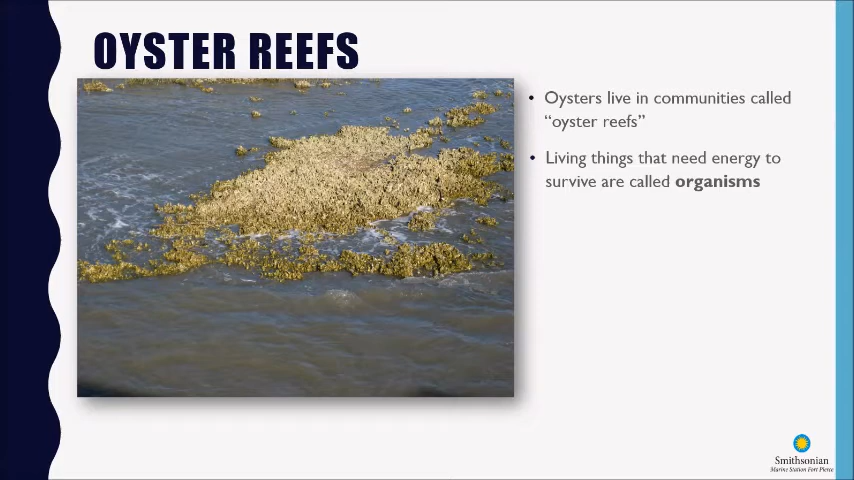 OYSTER REEFS
• Oysters live in communities called
“oyster reefs”
• Living things that need energy to
survive are called organisms
Smithsonian
Marine Station Fort Pierce